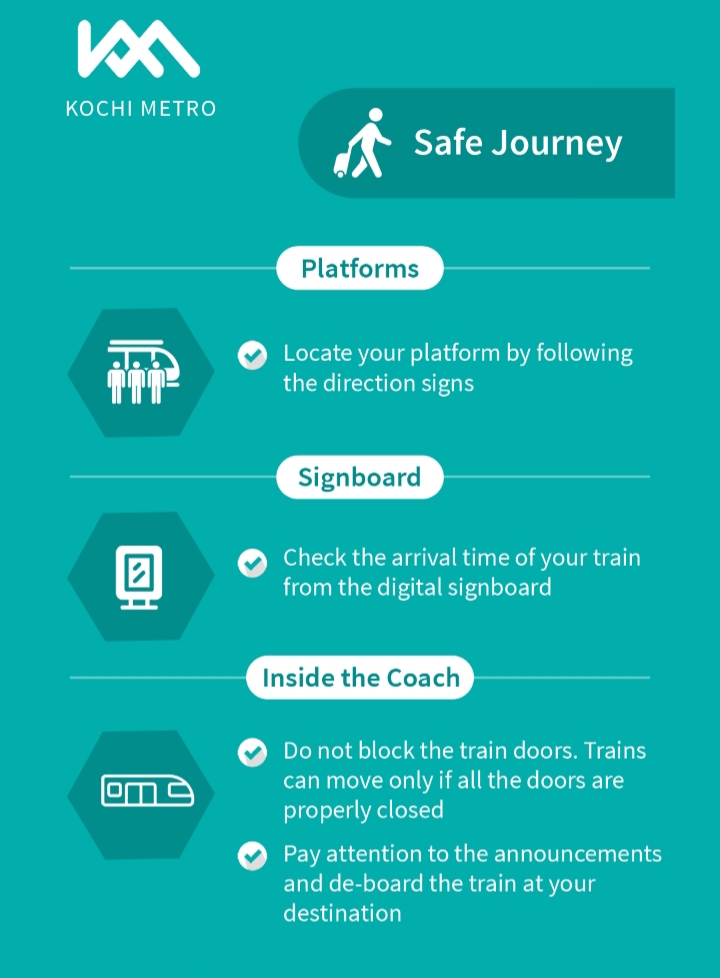 KOCHI METRO
Safe Journey
Platforms
Locate your platform by following
the direction signs
Signboard
Check the arrival time of your train
from the digital signboard
Inside the Coach
Do not block the train doors. Trains
can move only if all the doors are
properly closed
Pay attention to the announcements
and de-board the train at your
destination